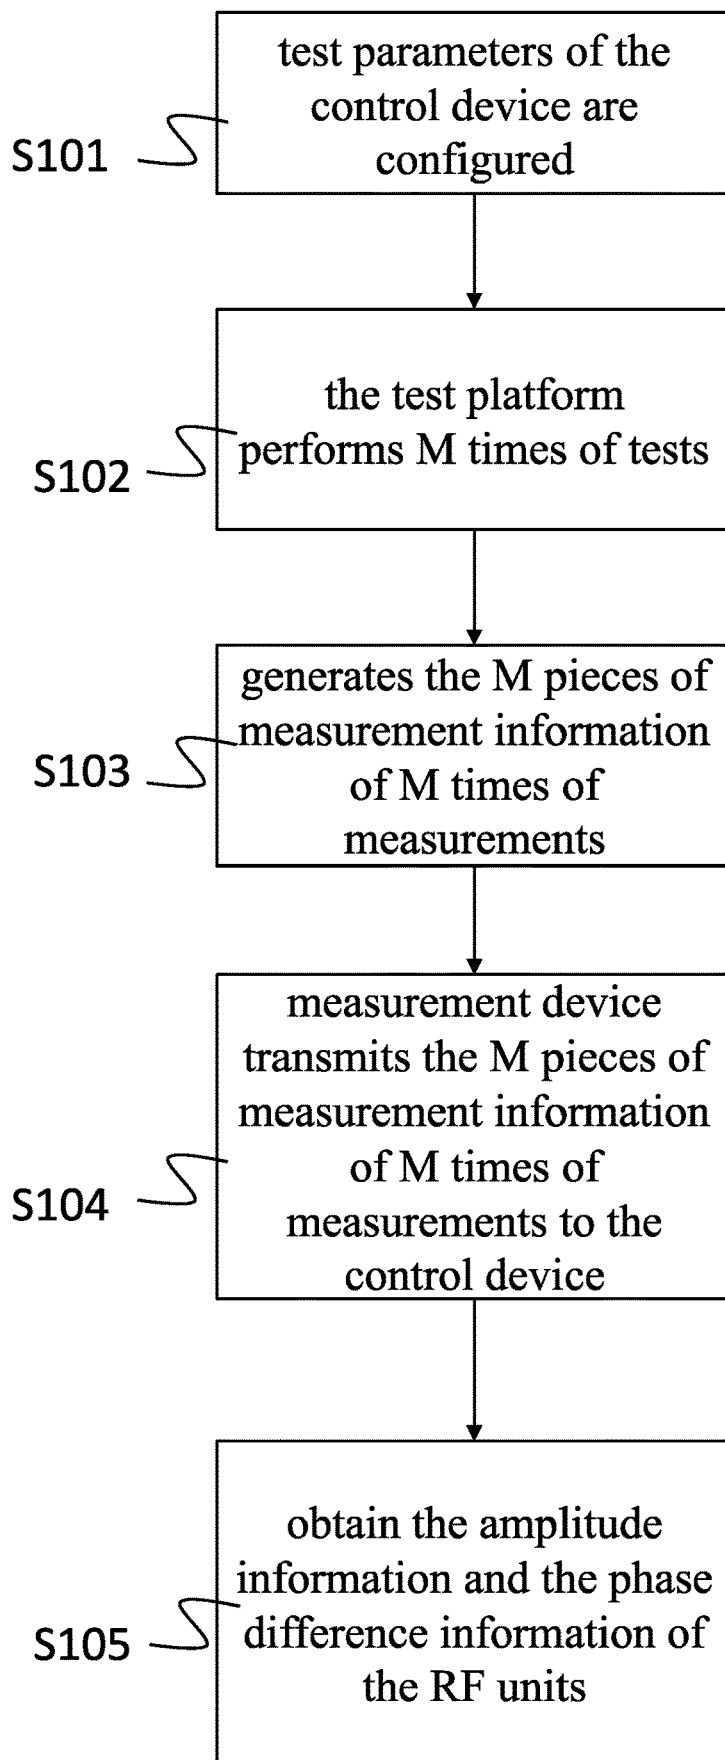 test parameters of the
control device are
configured
S101
the test platform
performs M times of tests
S102
generates the M pieces of
measurement information
of M times of
measurements
S103
measurement device
transmits the M pieces of
measurement information
of M times of
measurements to the
control device
S104
obtain the amplitude
information and the phase
difference information of
the RF units
S105